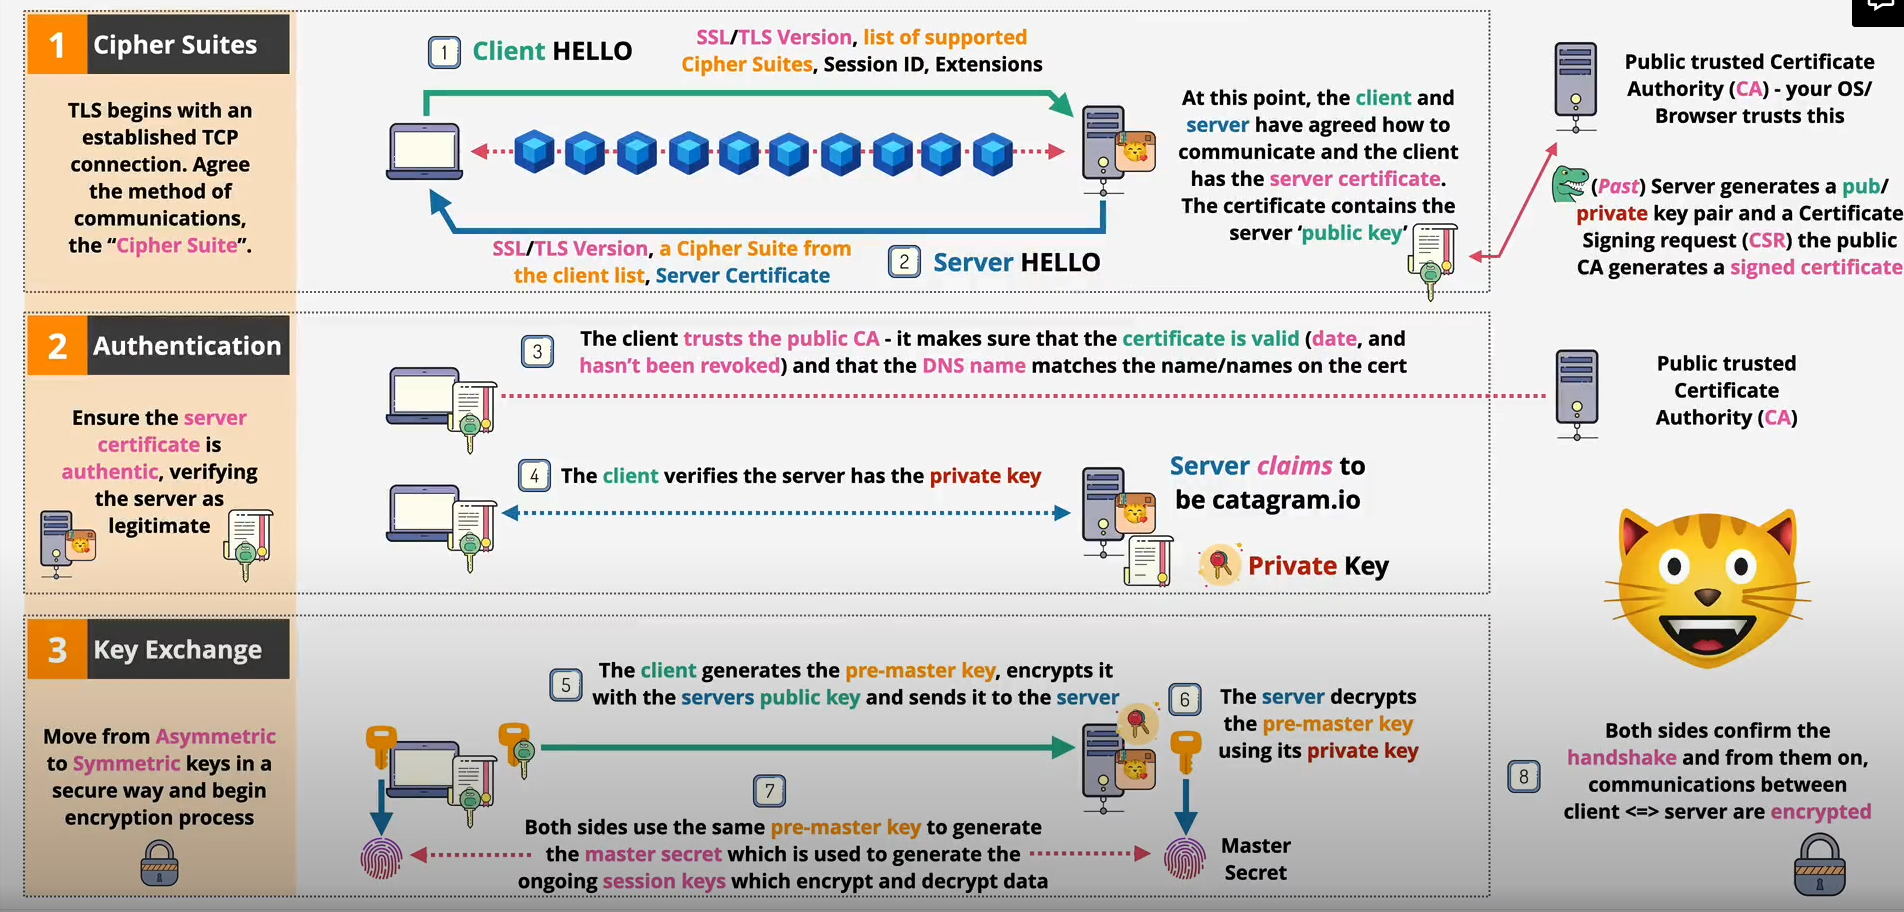 1 Cipher Suites
TLS begins with an
established TCP
connection. Agree
the method of
communications,
the “Cipher Suite”.
1 Client HELLO
SSL/TLS Version, list of supported
Cipher Suites, Session ID, Extensions
SSL/TLS Version, a Cipher Suite from
the client list, Server Certificate
2 Server HELLO
At this point, the client and
server have agreed how to
communicate and the client
has the server certificate.
The certificate contains the
server ‘public key’
Public trusted Certificate
Authority (CA) - your OS/
Browser trusts this
(Past) Server generates a pub/
private key pair and a Certificate
Signing request (CSR) the public
CA generates a signed certificate
2 Authentication
Ensure the server
certificate is
authentic, verifying
the server as
legitimate
3 The client trusts the public CA - it makes sure that the certificate is valid (date, and
hasn’t been revoked) and that the DNS name matches the name/names on the cert
Public trusted
Certificate
Authority (CA)
4 The client verifies the server has the private key
Server claims to
be catagram.io
Private Key
3 Key Exchange
Move from Asymmetric
to Symmetric keys in a
secure way and begin
encryption process
5 The client generates the pre-master key, encrypts it
with the servers public key and sends it to the server
6 The server decrypts
the pre-master key
using its private key
7
Both sides use the same pre-master key to generate
the master secret which is used to generate the
ongoing session keys which encrypt and decrypt data
Master
Secret
8 Both sides confirm the
handshake and from them on,
communications between
client <=> server are encrypted